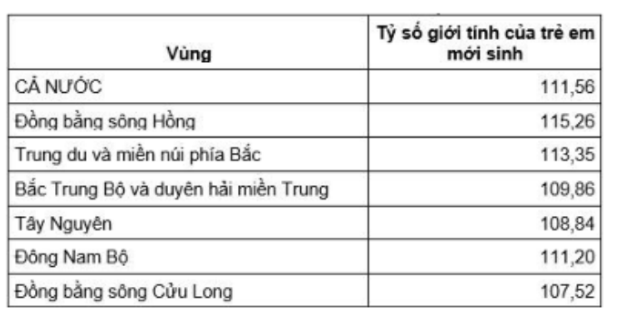 Vùng
Tỷ số giới tính của trẻ em
mới sinh
CẢ NƯỚC 111,56
Đồng bằng sông Hồng 115,26
Trung du và miền núi phía Bắc 113,35
Bắc Trung Bộ và duyên hải miền Trung 109,86
Tây Nguyên 108,84
Đông Nam Bộ 111,20
Đồng bằng sông Cửu Long 107,52